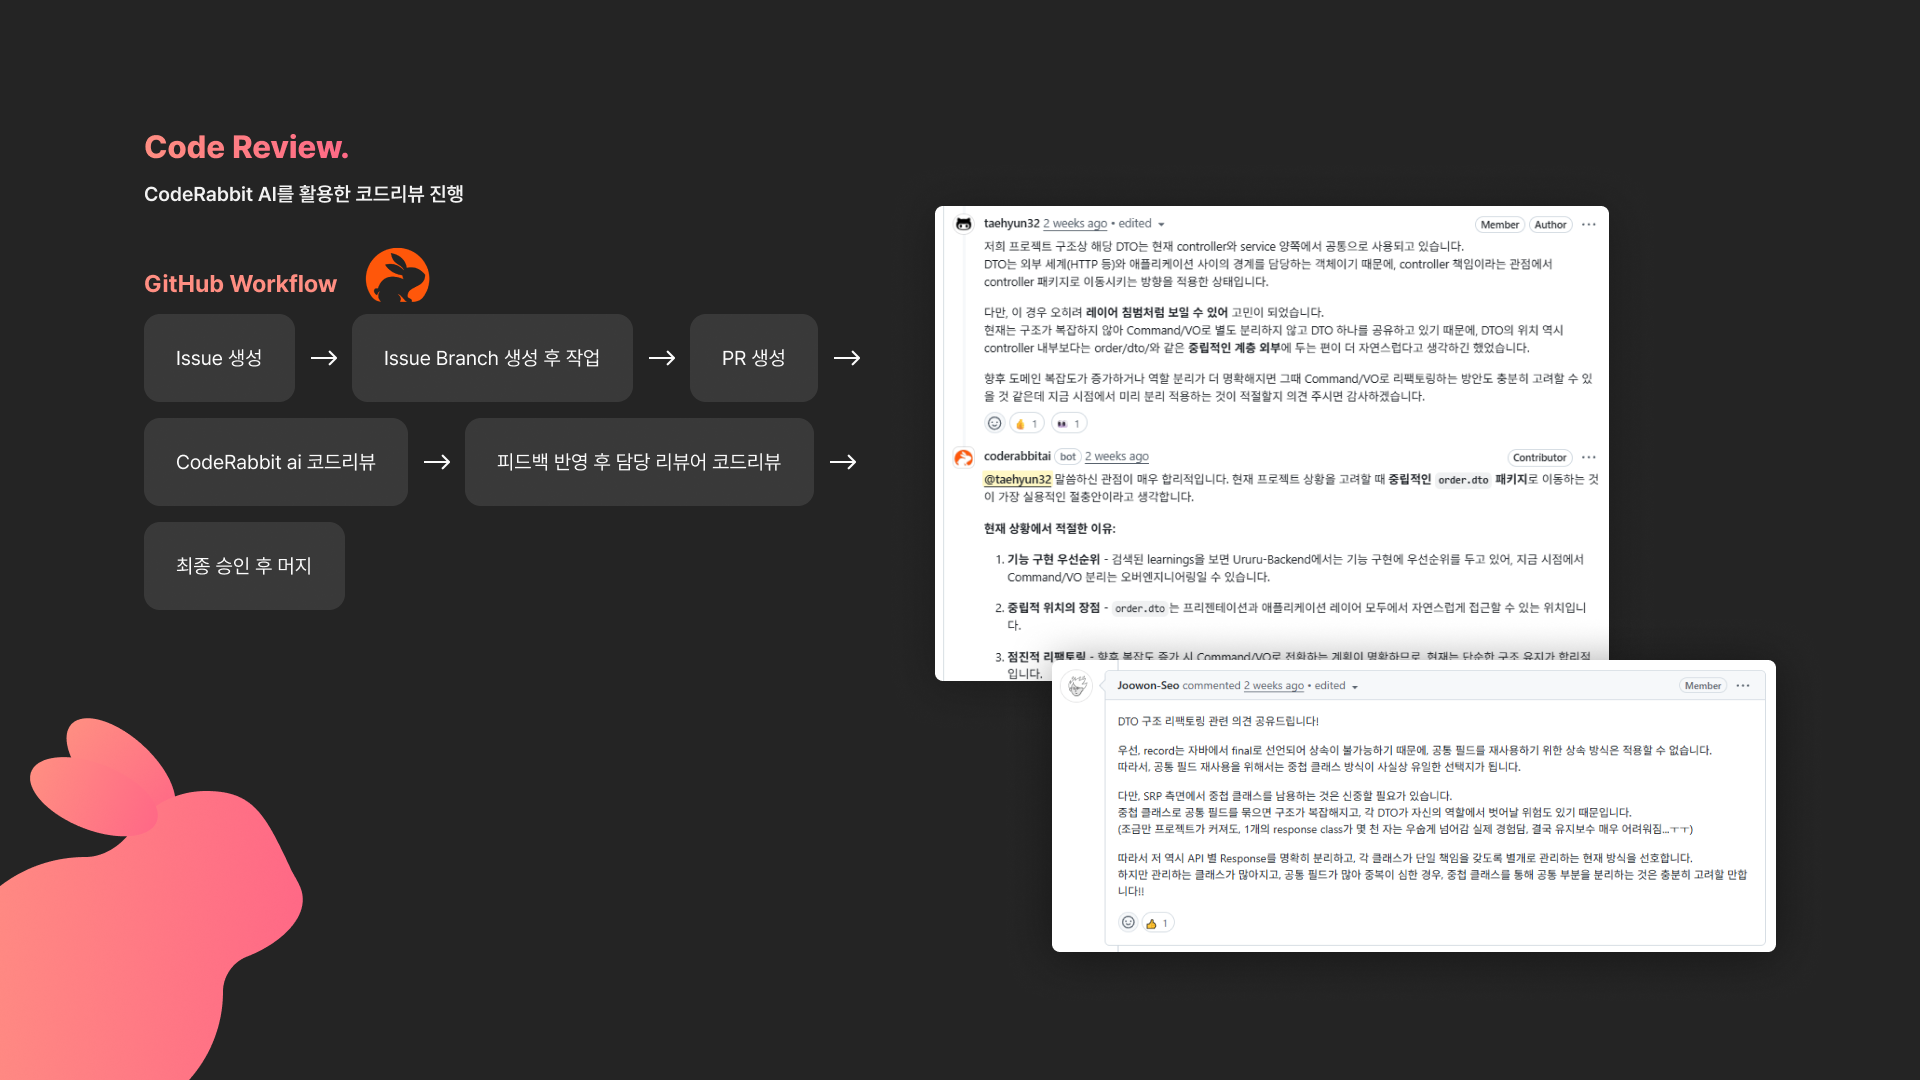 Code Review.
CodeRabbit AI를 활용한 코드리뷰 진행
GitHub Workflow
Issue 생성
Issue Branch 생성 후 작업
PR 생성
CodeRabbit ai 코드리뷰
피드백 반영 후 담당 리뷰어 코드리뷰
최종 승인 후 머지
taehyun32 2 weeks ago • edited
Member Author
저희 프로젝트 구조상 해당 DTO는 현재 controller와 service 양쪽에서 공통으로 사용되고 있습니다.
DTO는 외부 세계(HTTP 등)와 애플리케이션 사이의 경계를 담당하는 객체이기 때문에, controller 책임이라는 관점에서
controller 패키지로 이동시키는 방향을 적용한 상태입니다.
다만, 이 경우 오히려 레이어 침범처럼 보일 수 있어 고민이 되었습니다.
현재는 구조가 복잡하지 않아 Command/VO로 별도 분리하지 않고 DTO 하나를 공유하고 있기 때문에, DTO의 위치 역시
controller 내부보다는 order/dto/와 같은 중립적인 계층 외부에 두는 편이 더 자연스럽다고 생각하긴 했었습니다.
향후 도메인 복잡도가 증가하거나 역할 분리가 더 명확해지면 그때 Command/VO로 리팩토링하는 방안도 충분히 고려할 수 있
을 것 같은데 지금 시점에서 미리 분리 적용하는 것이 적절할지 의견 주시면 감사하겠습니다.
1 1
coderabbitai bot 2 weeks ago
Contributor
@taehyun32 말씀하신 관점이 매우 합리적입니다. 현재 프로젝트 상황을 고려할 때 중립적인 order.dto 패키지로 이동하는 것
이 가장 실용적인 절충안이라고 생각합니다.
현재 상황에서 적절한 이유:
1. 기능 구현 우선순위 - 검색된 learnings을 보면 Ururu-Backend에서는 기능 구현에 우선순위를 두고 있어, 지금 시점에서
Command/VO 분리는 오버엔지니어링일 수 있습니다.
2. 중립적 위치의 장점 - order.dto 는 프리젠테이션과 애플리케이션 레이어 모두에서 자연스럽게 접근할 수 있는 위치입니
다.
3. 점진적 리팩토링 - 향후 복잡도 증가 시 Command/VO로 전환하는 계획이 명확하므로, 현재는 단순한 구조 유지가 합리적
입니다.
Joowon-Seo commented 2 weeks ago • edited
Member
DTO 구조 리팩토링 관련 의견 공유드립니다!
우선, record는 자바에서 final로 선언되어 상속이 불가능하기 때문에, 공통 필드를 재사용하기 위한 상속 방식은 적용할 수 없습니다.
따라서, 공통 필드 재사용을 위해서는 중첩 클래스 방식이 사실상 유일한 선택지가 됩니다.
다만, SRP 측면에서 중첩 클래스를 남용하는 것은 신중할 필요가 있습니다.
중첩 클래스로 공통 필드를 묶으면 구조가 복잡해지고, 각 DTO가 자신의 역할에서 벗어날 위험도 있기 때문입니다.
(조금만 프로젝트가 커져도, 1개의 response class가 몇 천 자는 우습게 넘어감 실제 경험담, 결국 유지보수 매우 어려워짐...ㅜㅜ)
따라서 저 역시 API 별 Response를 명확히 분리하고, 각 클래스가 단일 책임을 갖도록 별개로 관리하는 현재 방식을 선호합니다.
하지만 관리하는 클래스가 많아지고, 공통 필드가 많아 중복이 심한 경우, 중첩 클래스를 통해 공통 부분을 분리하는 것은 충분히 고려할 만합
니다!!
1